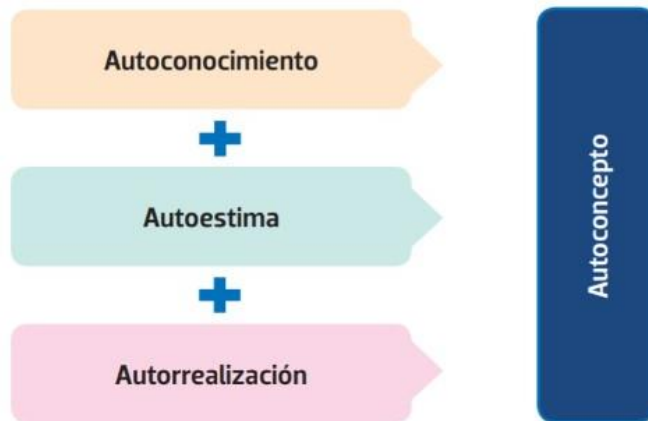 Autoconocimiento
+
Autoestima
+
Autorrealización
Autoconcepto